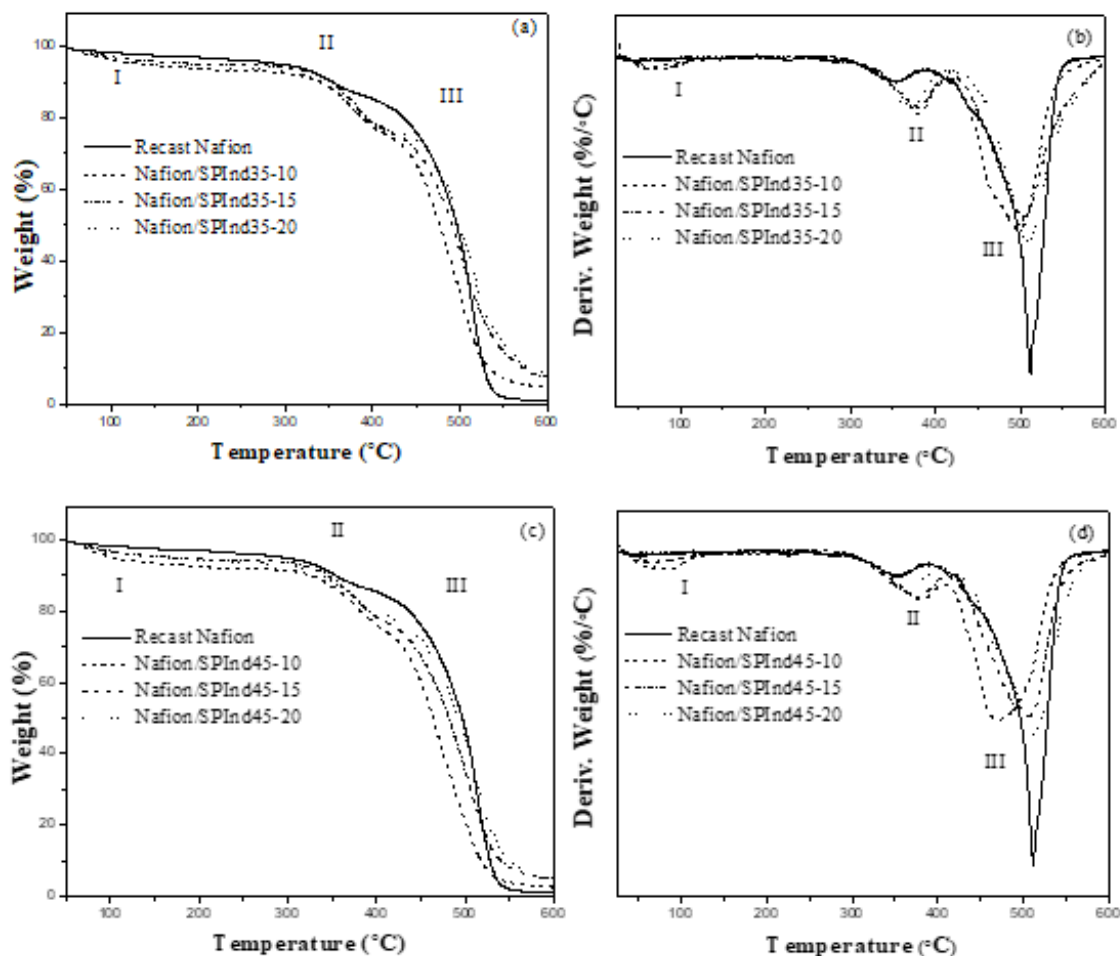 (a)
II
I
III
Recast Nafion
Nafion/SPInd35-10
Nafion/SPInd35-15
Nafion/SPInd35-20
Weight (%)
100
80
60
40
20
0
100 200 300 400 500 600
Temperature (°C)
(b)
I
II
III
Recast Nafion
Nafion/SPInd35-10
Nafion/SPInd35-15
Nafion/SPInd35-20
Deriv. Weight (%/°C)
100 200 300 400 500 600
Temperature (°C)
(c)
II
I
III
Recast Nafion
Nafion/SPInd45-10
Nafion/SPInd45-15
Nafion/SPInd45-20
Weight (%)
100
80
60
40
20
0
100 200 300 400 500 600
Temperature (°C)
(d)
I
II
III
Recast Nafion
Nafion/SPInd45-10
Nafion/SPInd45-15
Nafion/SPInd45-20
Deriv. Weight (%/°C)
100 200 300 400 500 600
Temperature (°C)